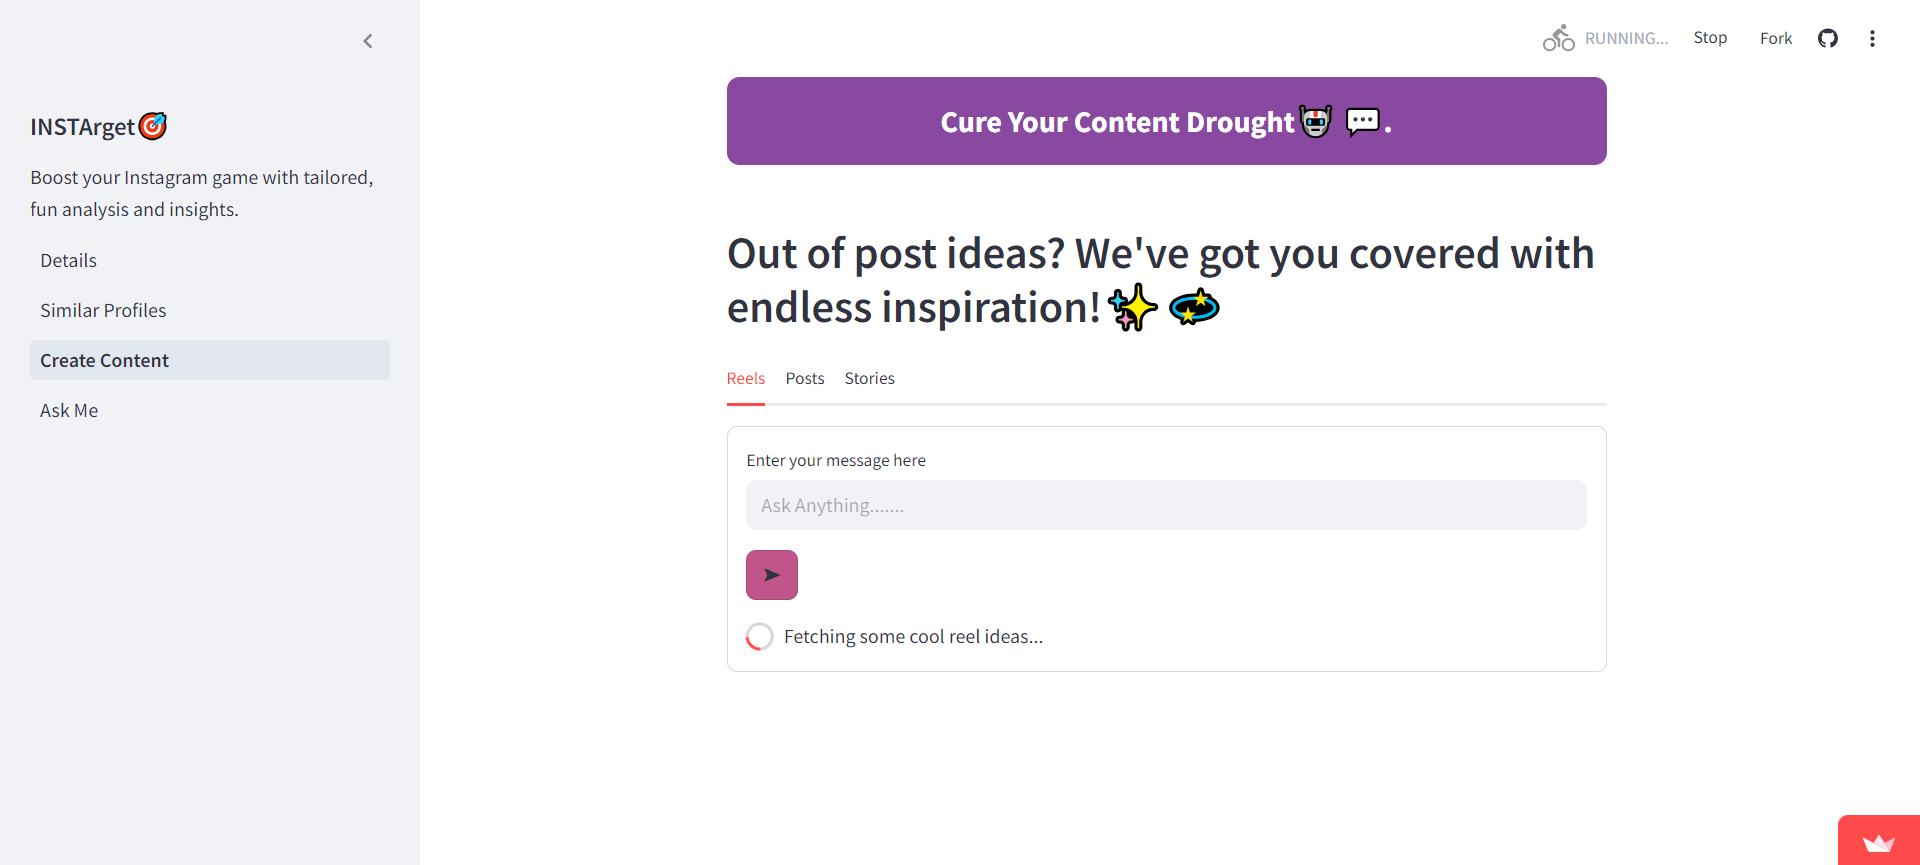 RUNNING...
Stop
Fork
INSTArget🎯
Boost your Instagram game with tailored,
fun analysis and insights.
Details
Similar Profiles
Create Content
Ask Me
Cure Your Content Drought🤖 💬.
Out of post ideas? We've got you covered with
endless inspiration!✨ 💫
Reels
Posts
Stories
Enter your message here
Ask Anything.......
➤
Fetching some cool reel ideas...